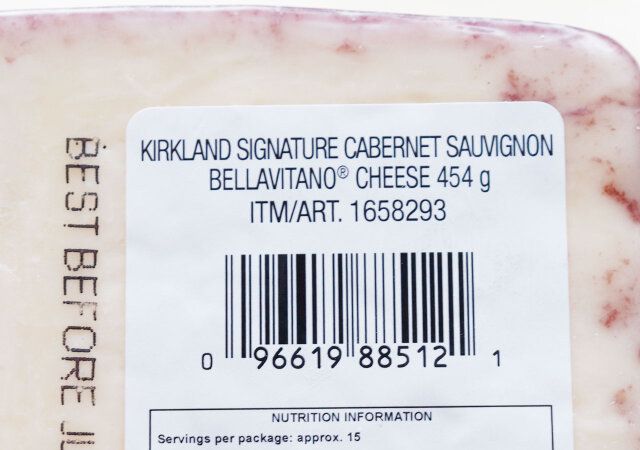 KIRKLAND SIGNATURE CABERNET SAUVIGNON
BELLAVITANO® CHEESE 454 g
ITM/ART. 1658293
0 96619 88512 1
NUTRITION INFORMATION
Servings per package: approx. 15
BEST BEFORE